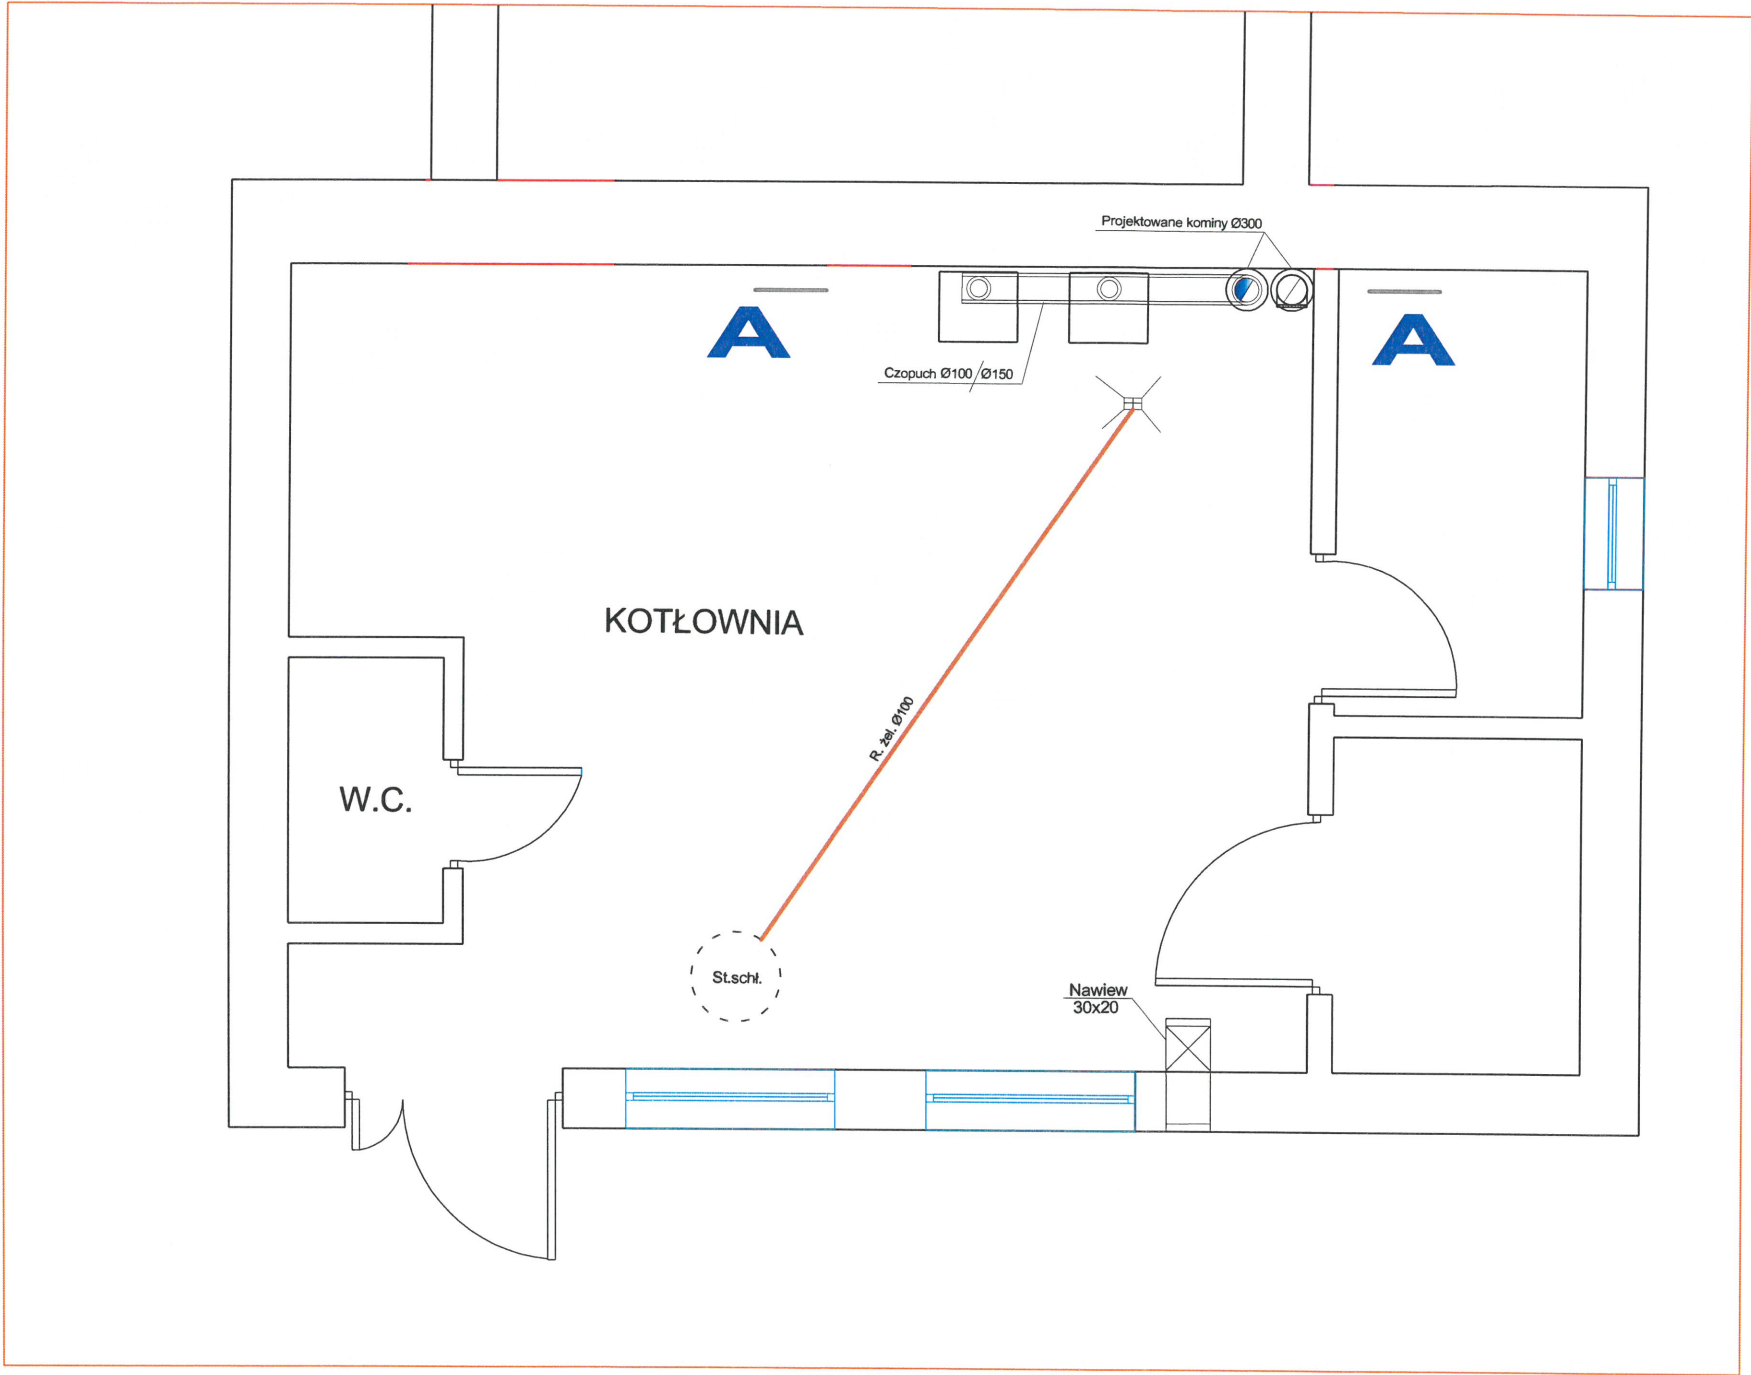 Projektowane kominy Ø300
A
A
Czopuch Ø100/Ø150
KOTŁOWNIA
R. żel. Ø100
W.C.
St.schł.
Nawiew
30x20